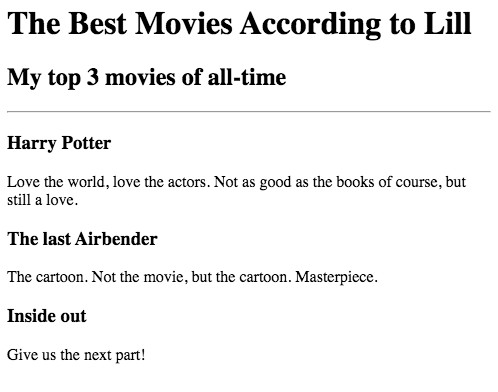 The Best Movies According to Lill
My top 3 movies of all-time
Harry Potter
Love the world, love the actors. Not as good as the books of course, but
still a love.
The last Airbender
The cartoon. Not the movie, but the cartoon. Masterpiece.
Inside out
Give us the next part!